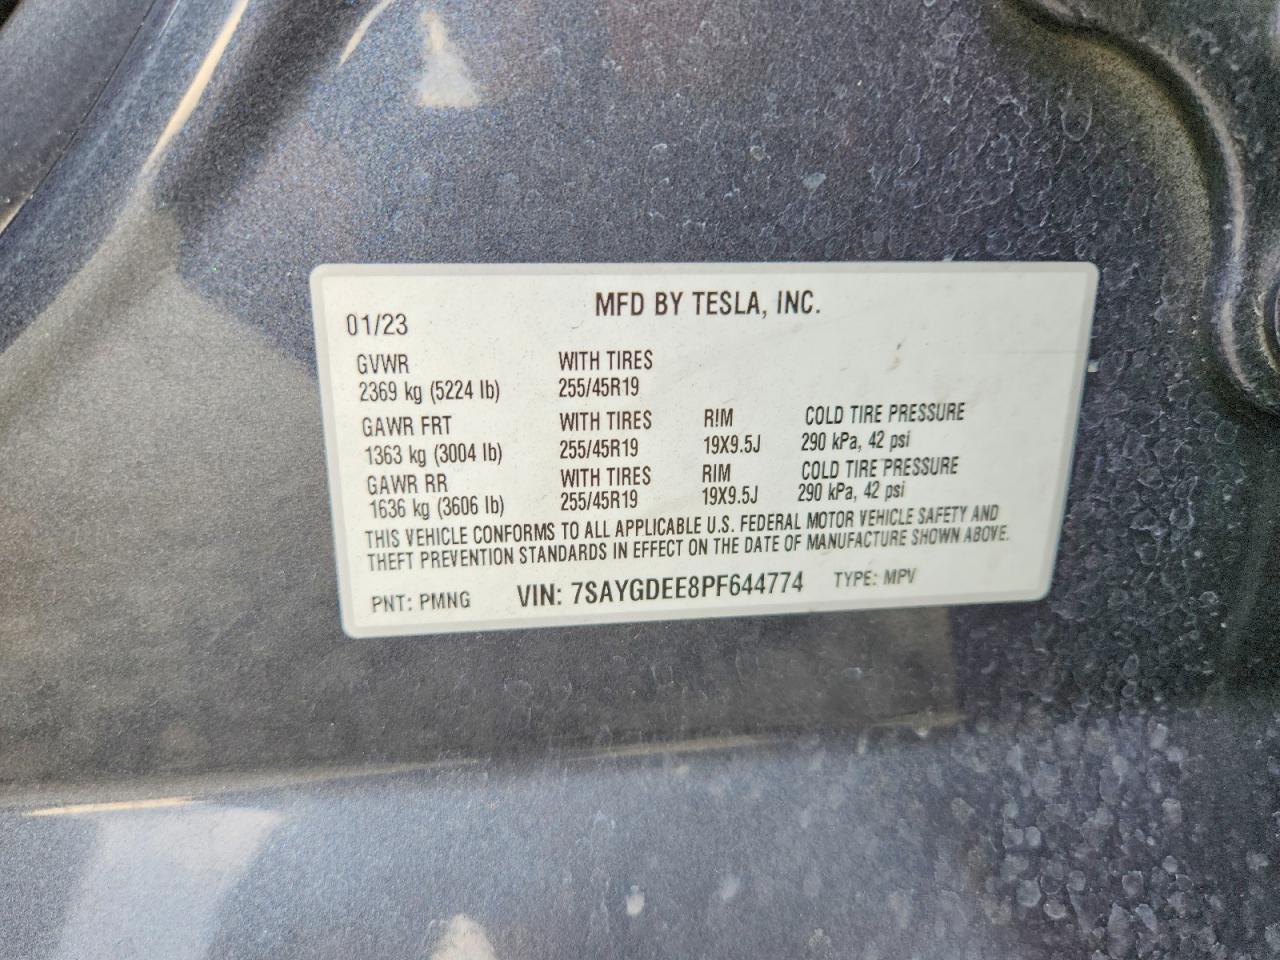 MFD BY TESLA, INC.
01/23
GVWR WITH TIRES
2369 kg (5224 lb) 255/45R19
GAWR FRT WITH TIRES RIM COLD TIRE PRESSURE
1363 kg (3004 lb) 255/45R19 19X9.5J 290 kPa, 42 psi
GAWR RR WITH TIRES RIM COLD TIRE PRESSURE
1636 kg (3606 lb) 255/45R19 19X9.5J 290 kPa, 42 psi
THIS VEHICLE CONFORMS TO ALL APPLICABLE U.S. FEDERAL MOTOR VEHICLE SAFETY AND
THEFT PREVENTION STANDARDS IN EFFECT ON THE DATE OF MANUFACTURE SHOWN ABOVE.
PNT: PMNG VIN: 7SAYGDEE8PF644774 TYPE: MPV